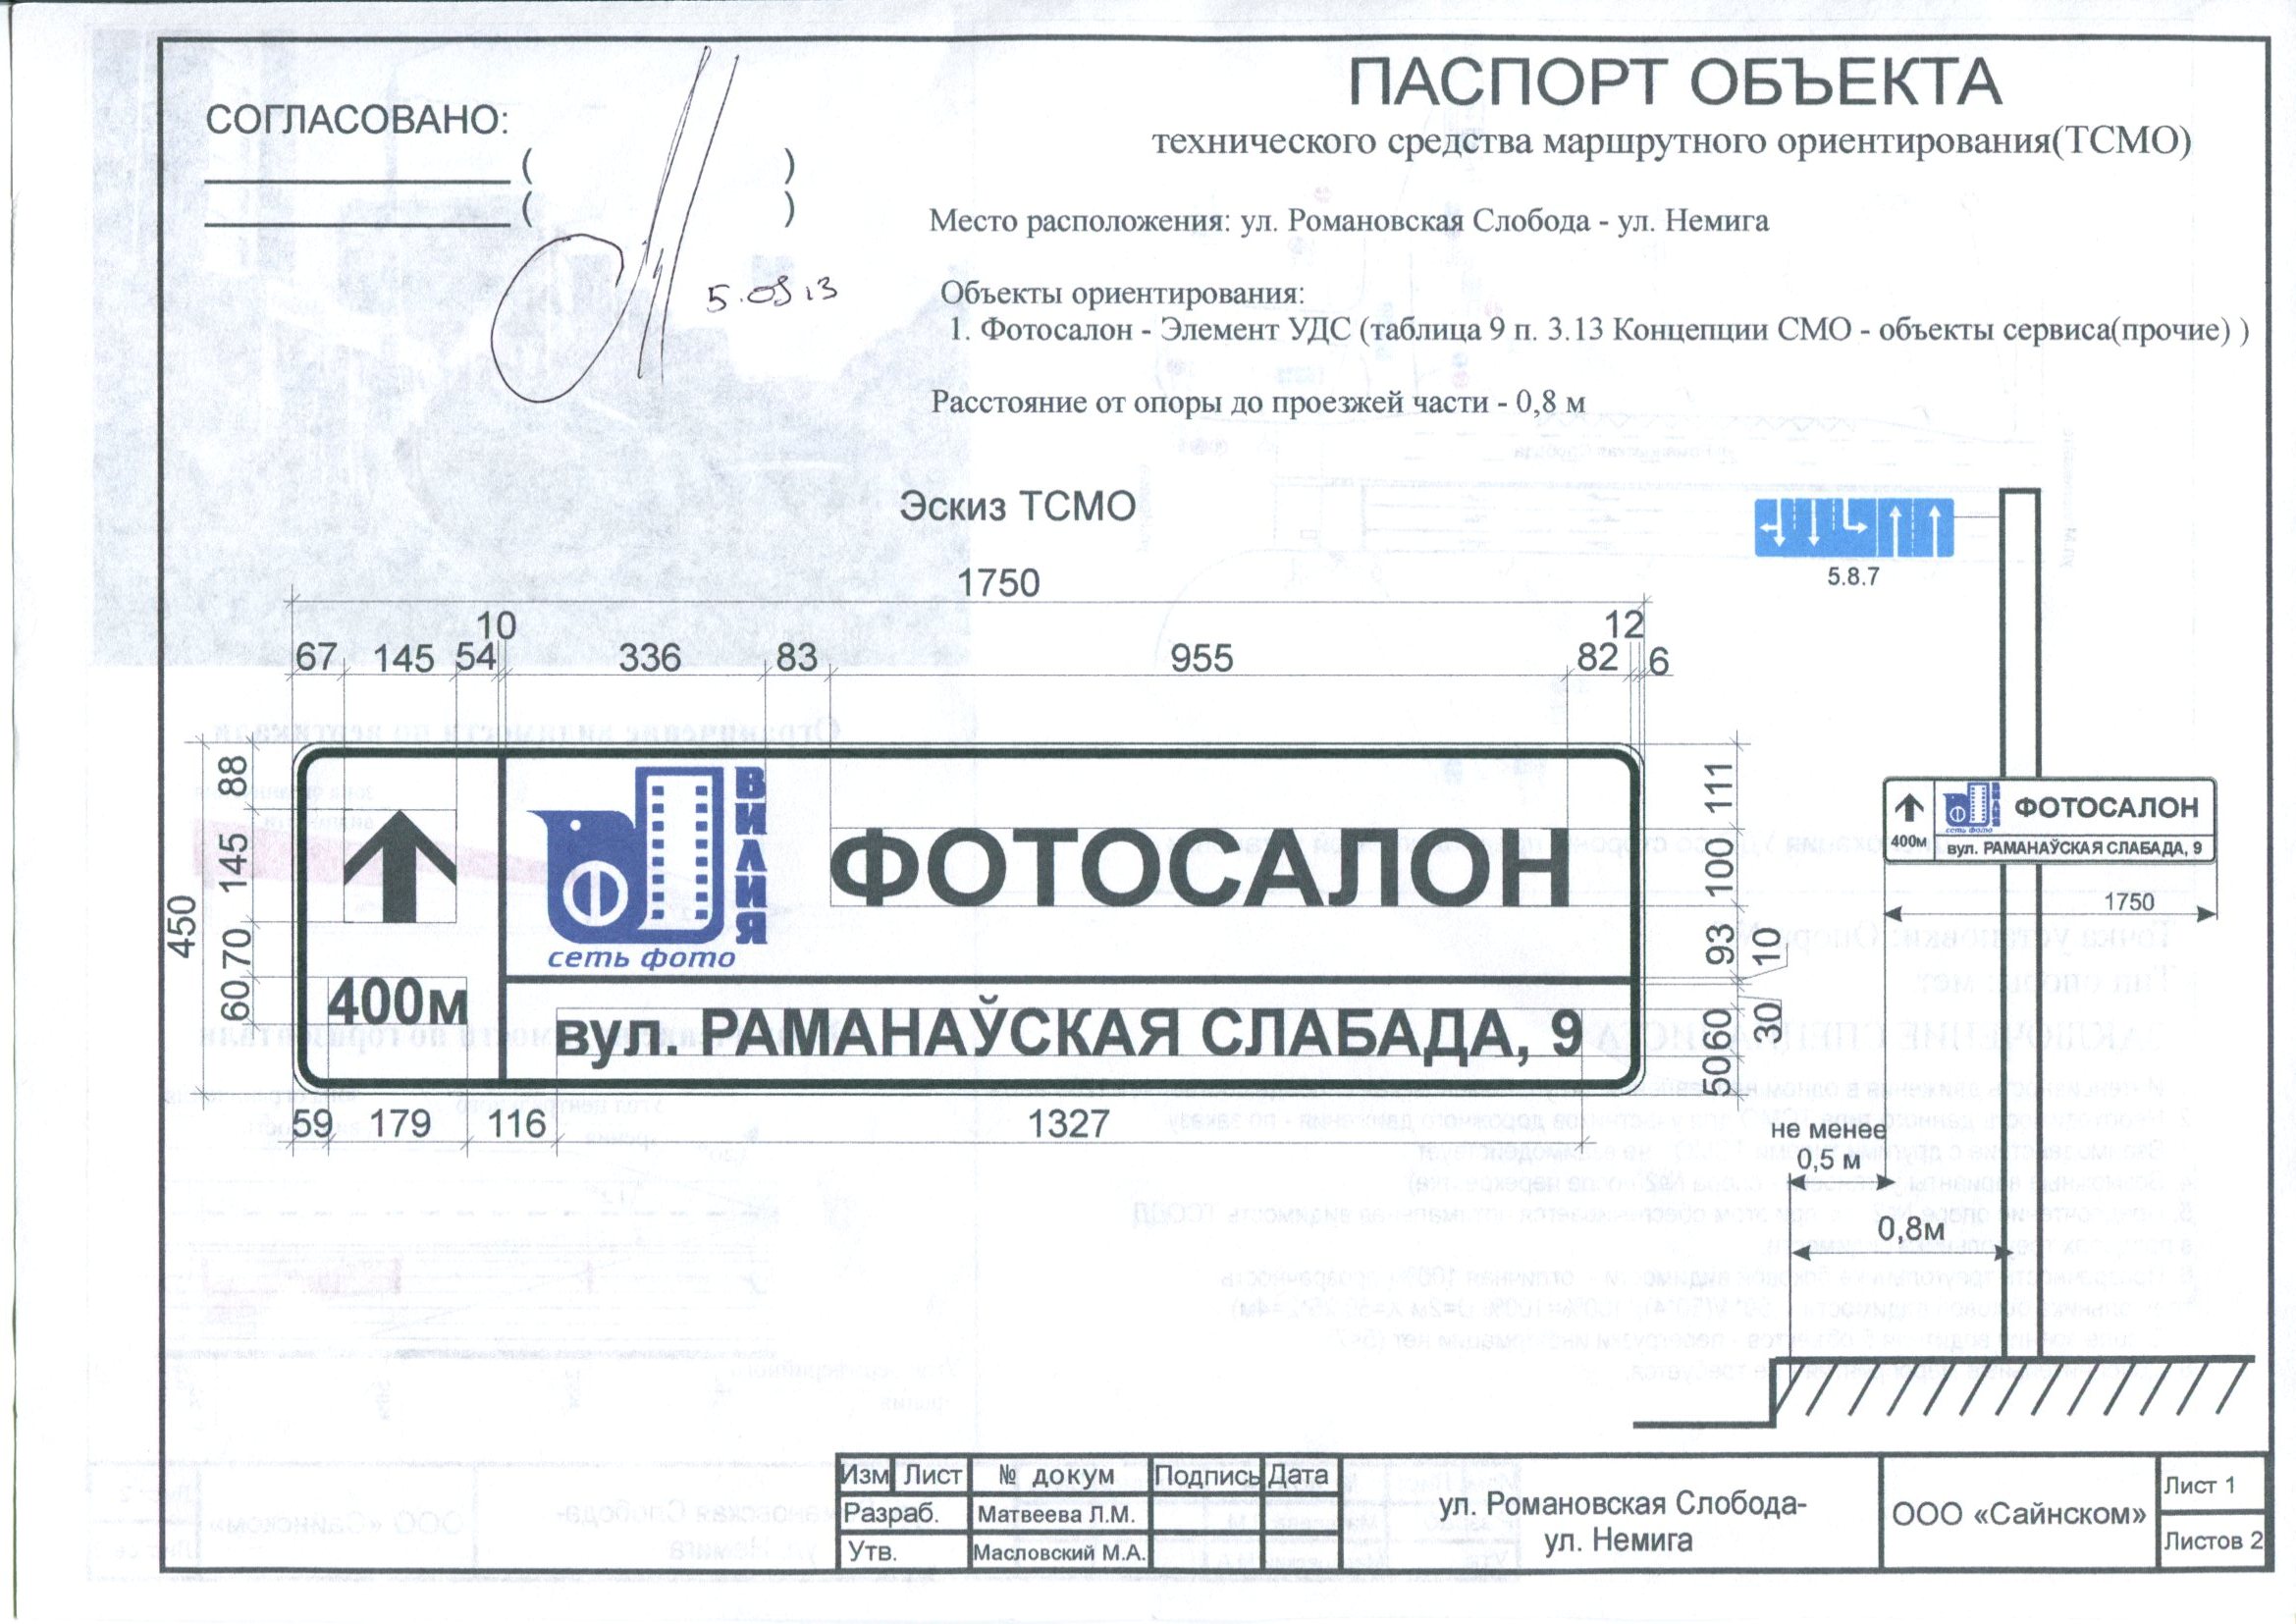 СОГЛАСОВАНО:
( )
( )
5.09.13
ПАСПОРТ ОБЪЕКТА
технического средства маршрутного ориентирования(ТСМО)
Место расположения: ул. Романовская Слобода - ул. Немига
Объекты ориентирования:
1. Фотосалон - Элемент УДС (таблица 9 п. 3.13 Концепции СМО - объекты сервиса(прочие) )
Расстояние от опоры до проезжей части - 0,8 м
Эскиз ТСМО
5.8.7
1750
10 12
67 145 54 336 83 955 82 6
450
88 145 70 60
400м
ВИЛИЯ
Ф
сеть фото
ФОТОСАЛОН
вул. РАМАНАЎСКАЯ СЛАБАДА, 9
111 100 93 10 30 60 50
59 179 116 1327
400м
ВИЛИЯ
Ф
сеть фото
ФОТОСАЛОН
вул. РАМАНАЎСКАЯ СЛАБАДА, 9
1750
не менее
0,5 м
0,8м
Изм Лист № докум Подпись Дата
Разраб. Матвеева Л.М.
Утв. Масловский М.А.
ул. Романовская Слобода-
ул. Немига
ООО «Сайнском»
Лист 1
Листов 2